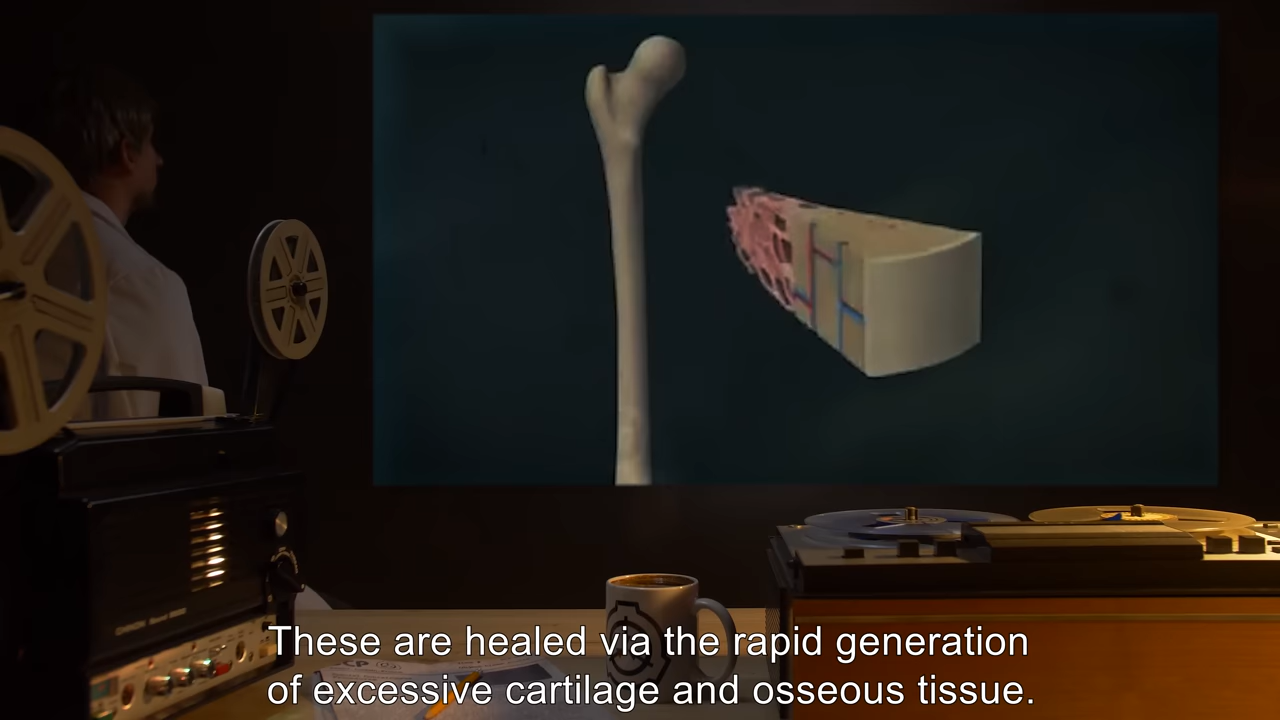 These are healed via the rapid generation
of excessive cartilage and osseous tissue.